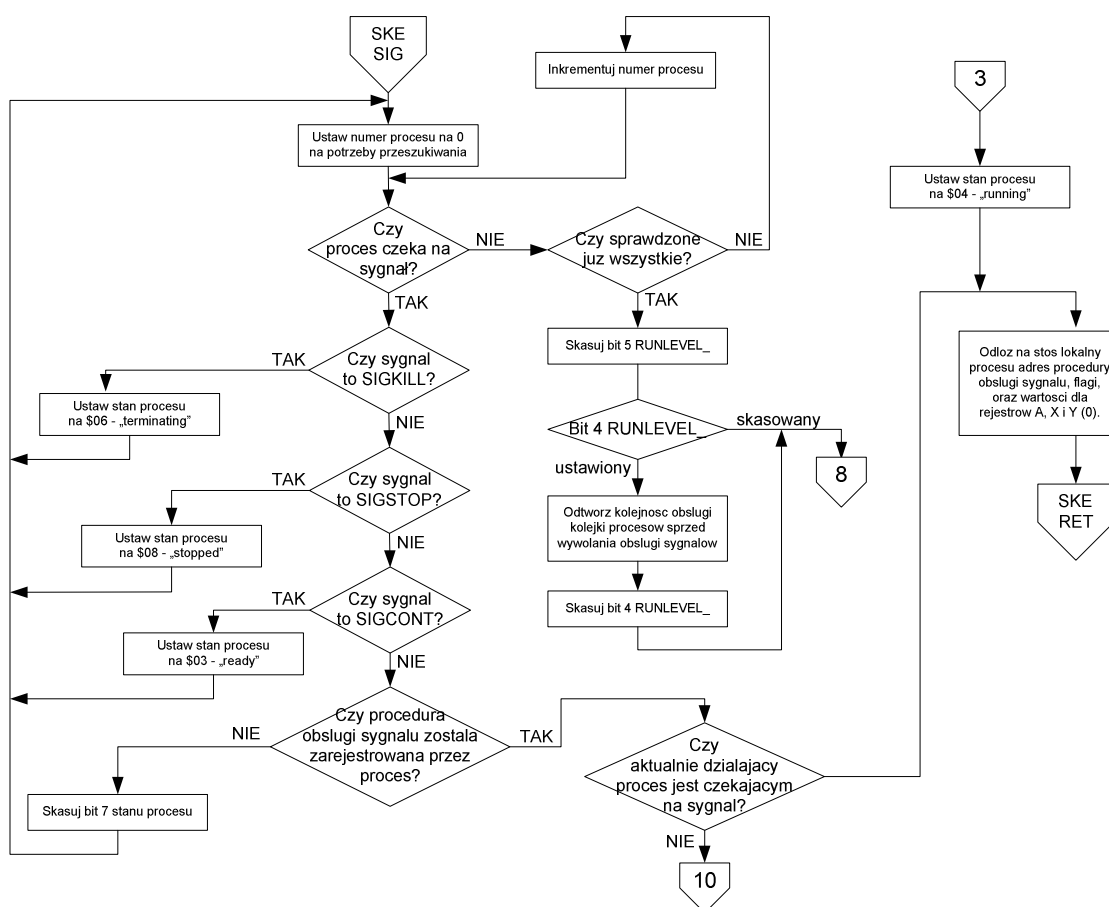 SKE
SIG
Inkrementuj numer procesu
3
Ustaw numer procesu na 0
na potrzeby przeszukiwania
Ustaw stan procesu
na $04 - „running”
Czy
proces czeka na
sygnał?
NIE
Czy sprawdzone
juz wszystkie?
NIE
TAK
TAK
Skasuj bit 5 RUNLEVEL_
Czy sygnal
to SIGKILL?
TAK
NIE
Ustaw stan procesu
na $06 - „terminating”
Odloz na stos lokalny
procesu adres procedury
obslugi sygnalu, flagi,
oraz wartosci dla
rejestrow A, X i Y (0).
Bit 4 RUNLEVEL_
skasowany
ustawiony
8
Czy sygnal
to SIGSTOP?
TAK
NIE
Ustaw stan procesu
na $08 - „stopped”
Odtworz kolejnosc obslugi
kolejki procesow sprzed
wywolania obslugi sygnalow
SKE
RET
Czy sygnal
to SIGCONT?
TAK
NIE
Skasuj bit 4 RUNLEVEL_
Ustaw stan procesu
na $03 - „ready”
Czy procedura
obslugi sygnalu zostala
zarejestrowana przez
proces?
NIE
TAK
Czy
aktualnie dzialajacy
proces jest czekajacym
na sygnal?
Skasuj bit 7 stanu procesu
NIE
10